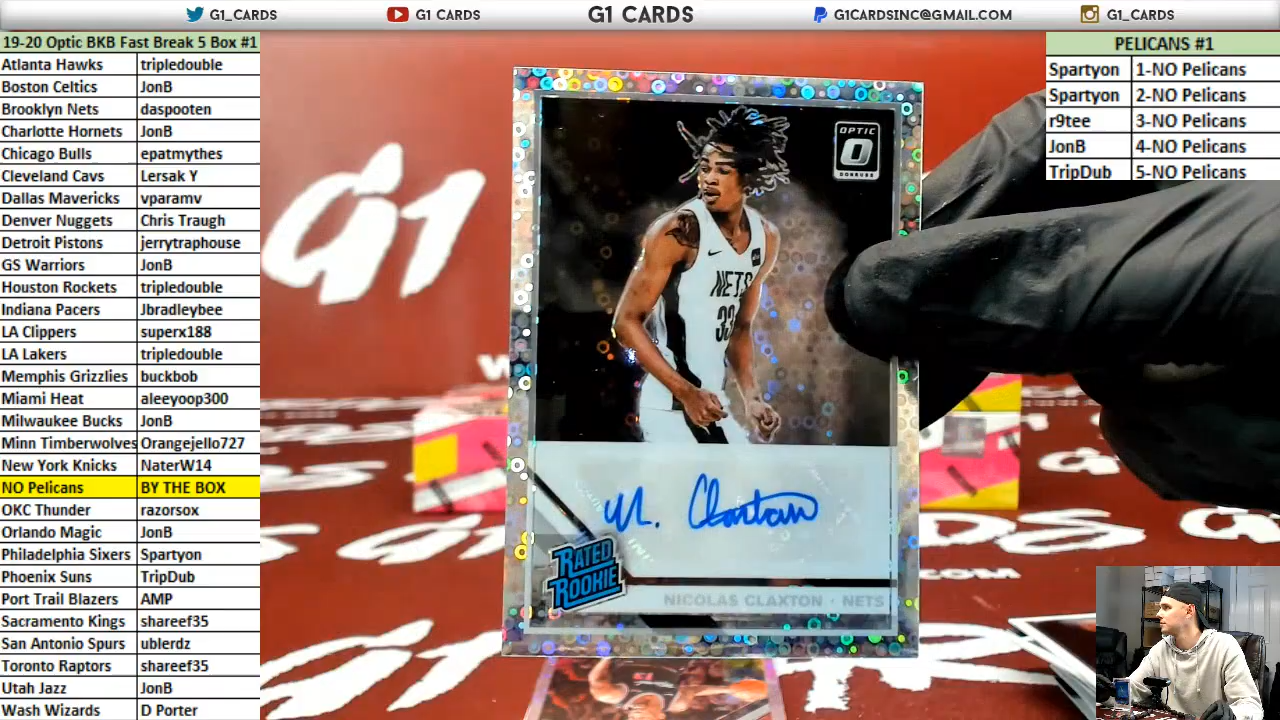 G1_CARDS
G1 CARDS
G1 CARDS
G1CARDSINC@GMAIL.COM
G1_CARDS
19-20 Optic BKB Fast Break 5 Box #1
Atlanta Hawks tripledouble
Boston Celtics JonB
Brooklyn Nets daspooten
Charlotte Hornets JonB
Chicago Bulls epatmythes
Cleveland Cavs Lersak Y
Dallas Mavericks vparamv
Denver Nuggets Chris Traugh
Detroit Pistons jerrytraphouse
GS Warriors JonB
Houston Rockets tripledouble
Indiana Pacers Jbradleybee
LA Clippers superx188
LA Lakers tripledouble
Memphis Grizzlies buckbob
Miami Heat aleeyoop300
Milwaukee Bucks JonB
Minn Timberwolves Orangejello727
New York Knicks NaterW14
NO Pelicans BY THE BOX
OKC Thunder razorsox
Orlando Magic JonB
Philadelphia Sixers Spartyon
Phoenix Suns TripDub
Port Trail Blazers AMP
Sacramento Kings shareef35
San Antonio Spurs ublerdz
Toronto Raptors shareef35
Utah Jazz JonB
Wash Wizards D Porter
PELICANS #1
Spartyon 1-NO Pelicans
Spartyon 2-NO Pelicans
r9tee 3-NO Pelicans
JonB 4-NO Pelicans
TripDub 5-NO Pelicans
G1
OPTIC
O
DONRUSS
NETS
33
N. Claxton
RATED
ROOKIE
NICOLAS CLAXTON · NETS